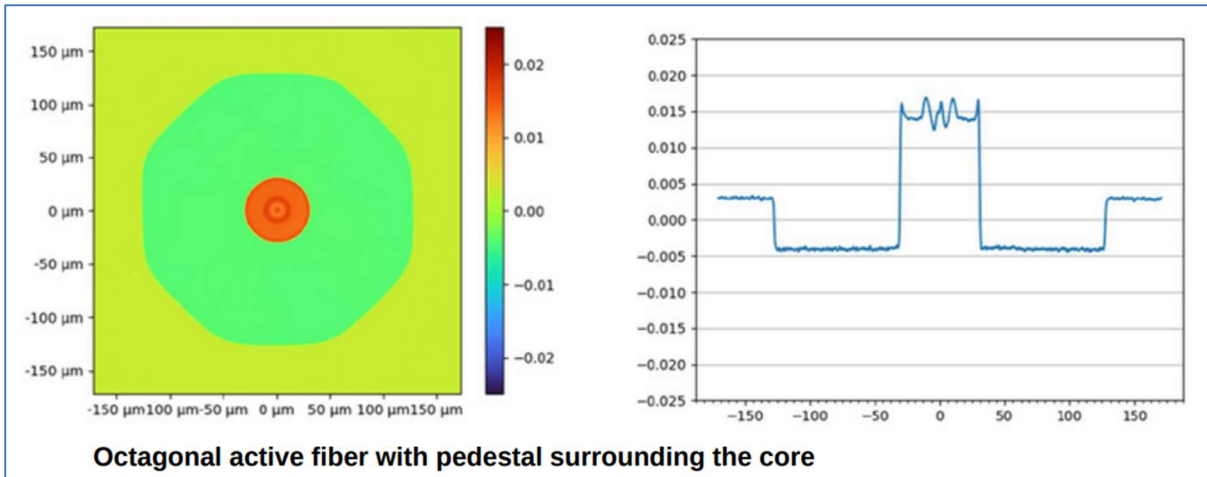 150 µm
100 µm
50 µm
0 µm
-50 µm
-100 µm
-150 µm
-150 µm100 µm-50 µm 0 µm 50 µm 100 µm150 µm
0.02
0.01
0.00
−0.01
−0.02
0.025
0.020
0.015
0.010
0.005
0.000
−0.005
−0.010
−0.015
−0.020
−0.025
−150 −100 −50 0 50 100 150
Octagonal active fiber with pedestal surrounding the core